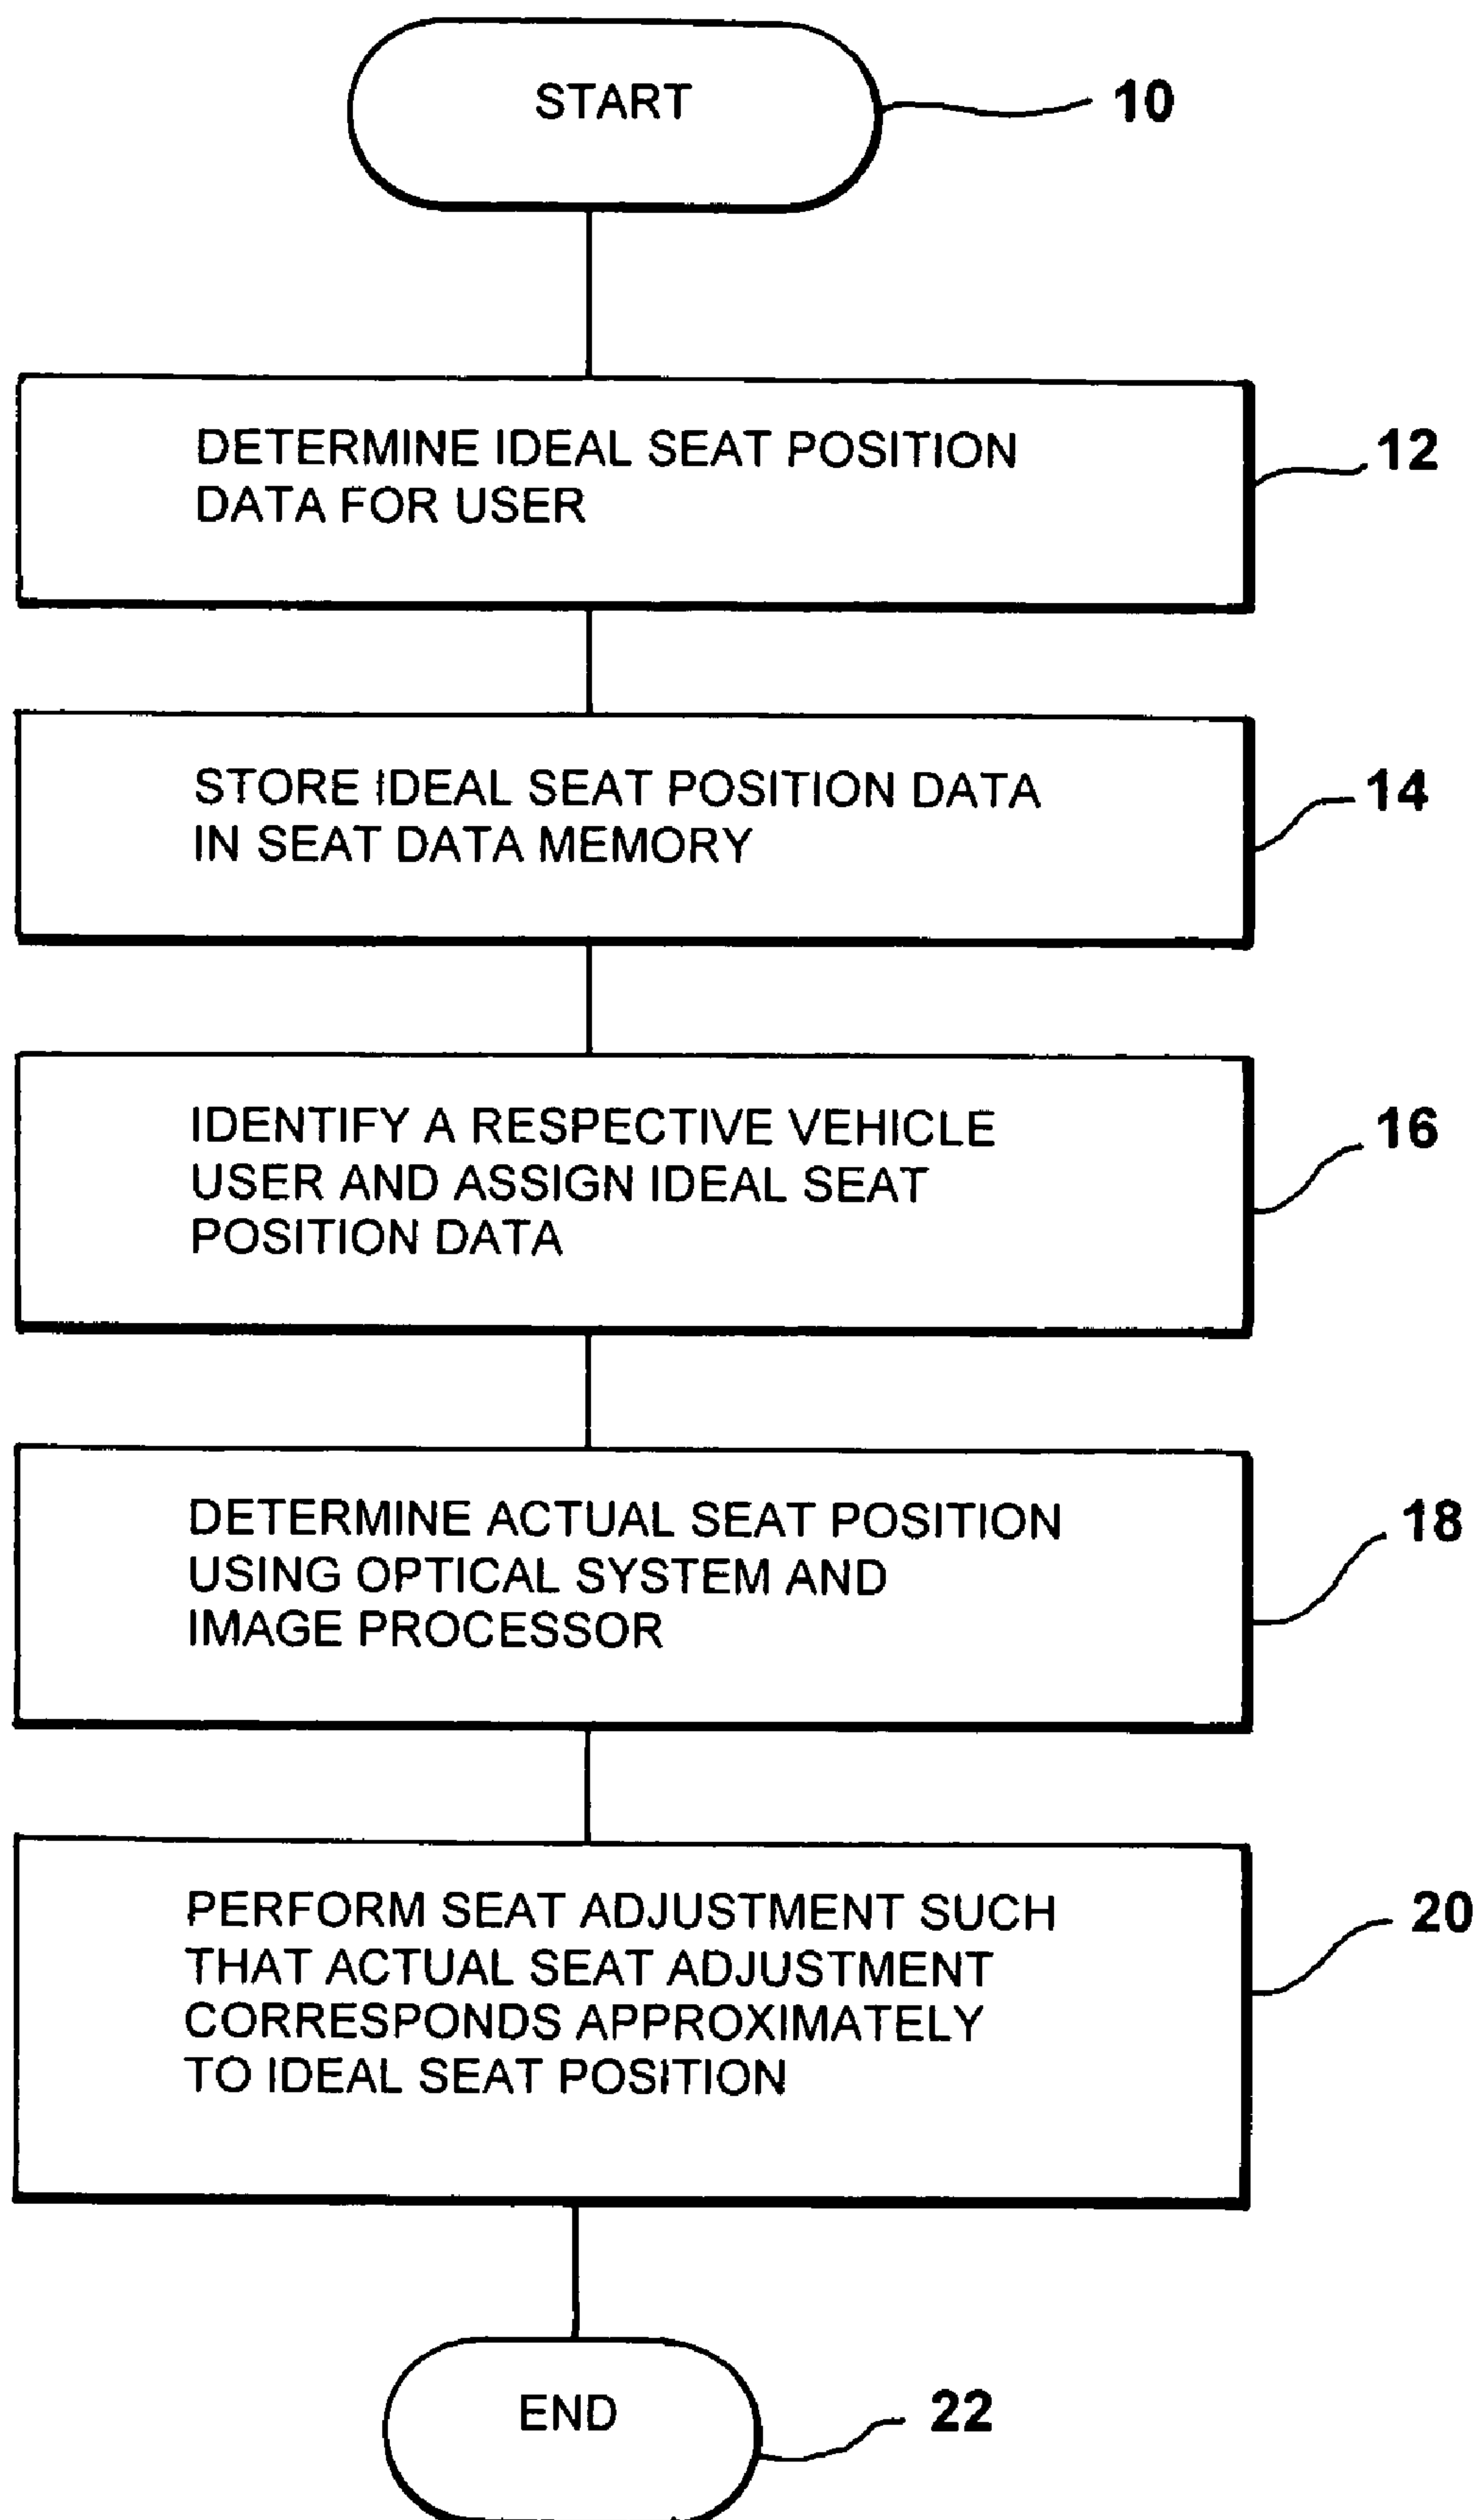 START
10
DETERMINE IDEAL SEAT POSITION
DATA FOR USER
12
STORE IDEAL SEAT POSITION DATA
IN SEAT DATA MEMORY
14
IDENTIFY A RESPECTIVE VEHICLE
USER AND ASSIGN IDEAL SEAT
POSITION DATA
16
DETERMINE ACTUAL SEAT POSITION
USING OPTICAL SYSTEM AND
IMAGE PROCESSOR
18
PERFORM SEAT ADJUSTMENT SUCH
THAT ACTUAL SEAT ADJUSTMENT
CORRESPONDS APPROXIMATELY
TO IDEAL SEAT POSITION
20
END
22